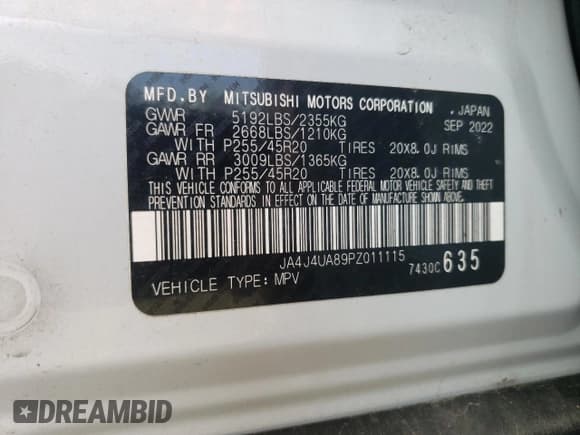 MFD.BY MITSUBISHI MOTORS CORPORATION , JAPAN
GVWR 5192LBS/2355KG SEP 2022
GAWR FR 2668LBS/1210KG
WITH P255/45R20 TIRES 20X8.0J RIMS
GAWR RR 3009LBS/1365KG
WITH P255/45R20 TIRES 20X8.0J RIMS
THIS VEHICLE CONFORMS TO ALL APPLICABLE FEDERAL MOTOR VEHICLE SAFETY AND THEFT
PREVENTION STANDARDS IN EFFECT ON THE DATE OF MANUFACTURE SHOWN ABOVE.
JA4J4UA89PZ011115
VEHICLE TYPE: MPV 7430C 635
DREAMBID